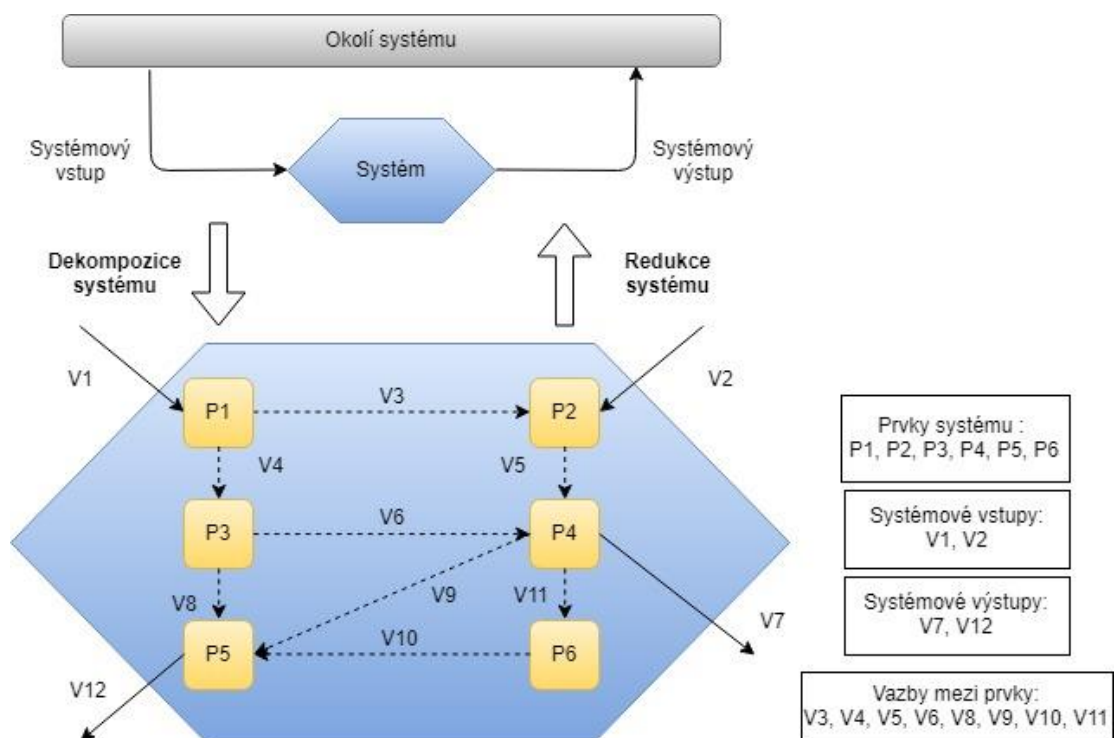 Okolí systému
Systémový
vstup
Systém
Systémový
výstup
Dekompozice
systému
Redukce
systému
V1
V2
P1
V3
P2
V4
V5
P3
V6
P4
V8
V9
V11
V7
P5
V10
P6
V12
Prvky systému :
P1, P2, P3, P4, P5, P6
Systémové vstupy:
V1, V2
Systémové výstupy:
V7, V12
Vazby mezi prvky:
V3, V4, V5, V6, V8, V9, V10, V11